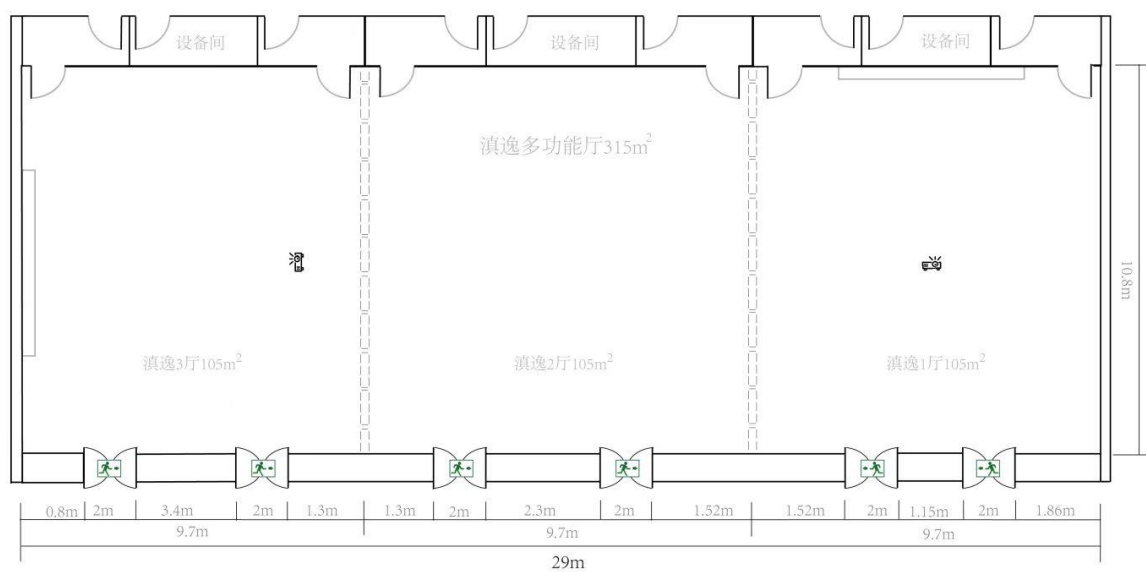 设备间
设备间
设备间
滇逸多功能厅315m²
10.8m
滇逸3厅105m²
滇逸2厅105m²
滇逸1厅105m²
0.8m 2m 3.4m 2m 1.3m 1.3m 2m 2.3m 2m 1.52m 1.52m 2m 1.15m 2m 1.86m
9.7m 9.7m 9.7m
29m